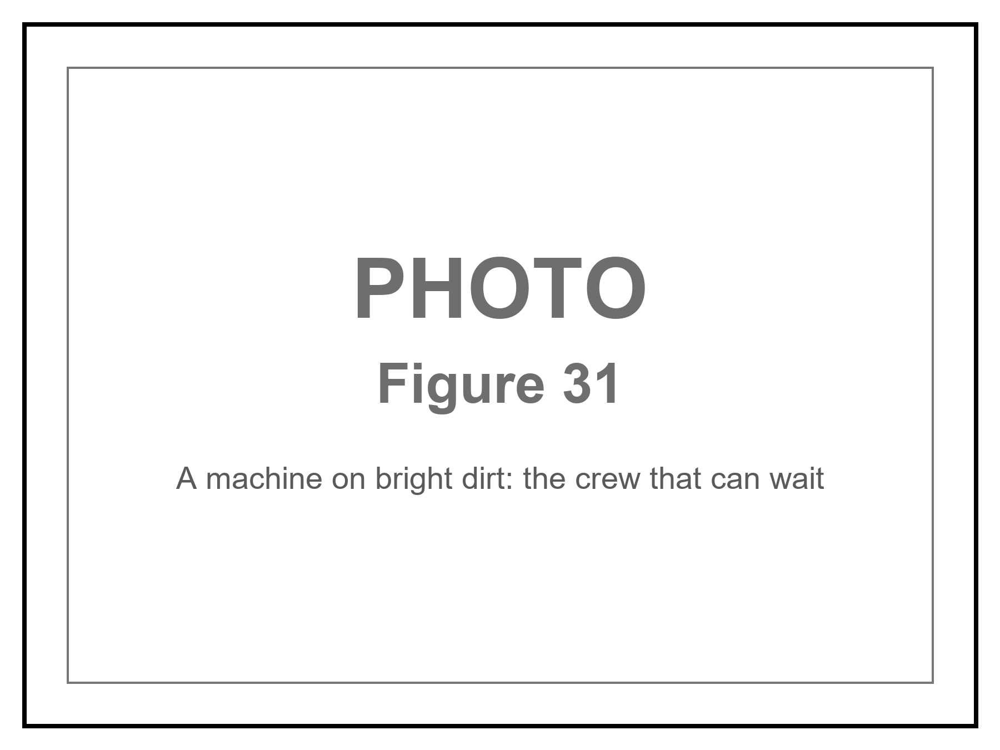 PHOTO
Figure 31
A machine on bright dirt: the crew that can wait